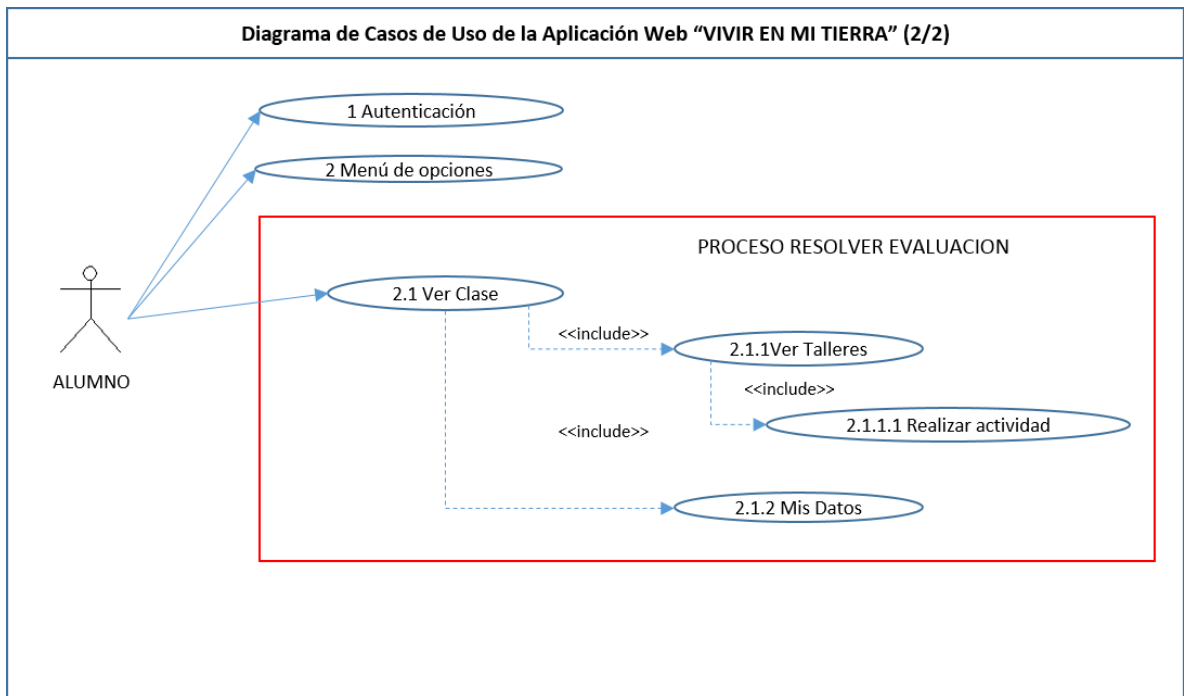 Diagrama de Casos de Uso de la Aplicación Web “VIVIR EN MI TIERRA” (2/2)
1 Autenticación
2 Menú de opciones
PROCESO RESOLVER EVALUACION
2.1 Ver Clase
<<include>>
2.1.1Ver Talleres
ALUMNO
<<include>>
2.1.1.1 Realizar actividad
<<include>>
2.1.2 Mis Datos